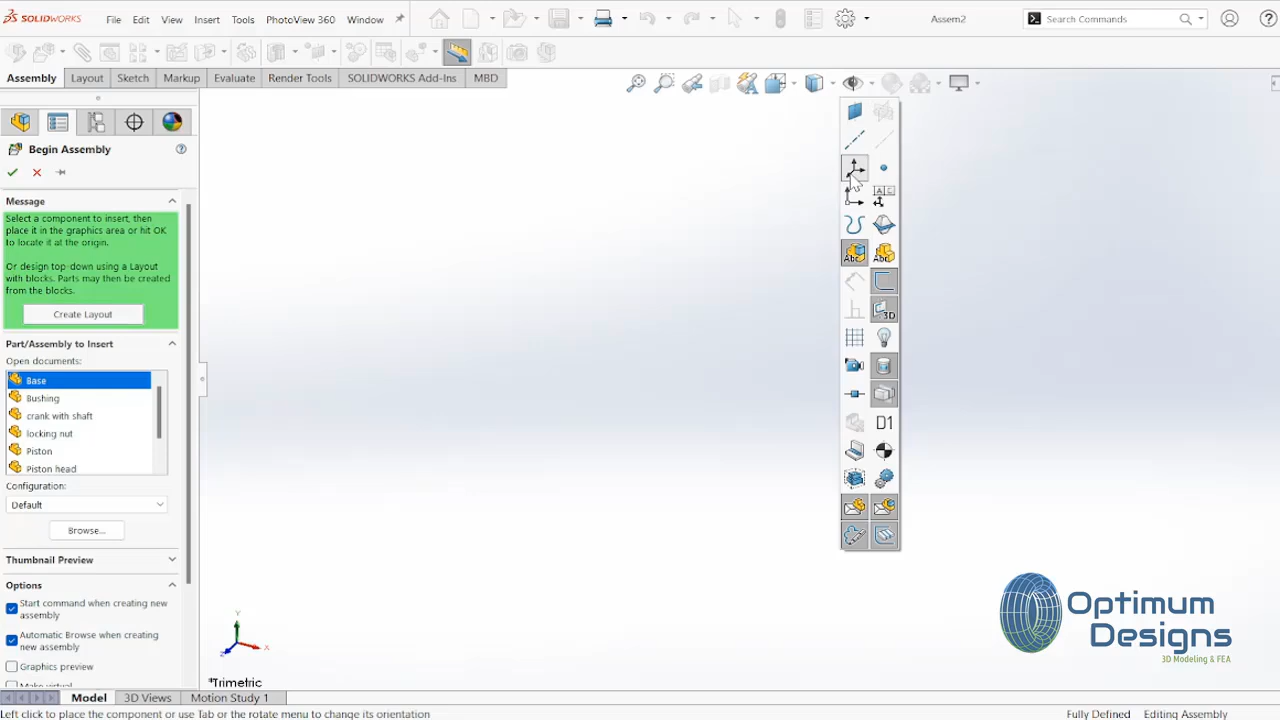 SOLIDWORKS
File
Edit
View
Insert
Tools
PhotoView 360
Window
Assem2
Search Commands
?
Assembly
Layout
Sketch
Markup
Evaluate
Render Tools
SOLIDWORKS Add-Ins
MBD
Begin Assembly
?
Message
Select a component to insert, then
place it in the graphics area or hit OK
to locate it at the origin.
Or design top-down using a Layout
with blocks. Parts may then be created
from the blocks.
Create Layout
Part/Assembly to Insert
Open documents:
Base
Bushing
crank with shaft
locking nut
Piston
Piston head
Configuration:
Default
Browse...
Thumbnail Preview
Options
Start command when creating new
assembly
Automatic Browse when creating
new assembly
Graphics preview
Make virtual
A C
Abc
Abc
3D
D1
Y
X
Z
*Trimetric
Optimum
Designs
3D Modeling & FEA
Model
3D Views
Motion Study 1
Left click to place the component or use Tab or the rotate menu to change its orientation
Fully Defined
Editing Assembly